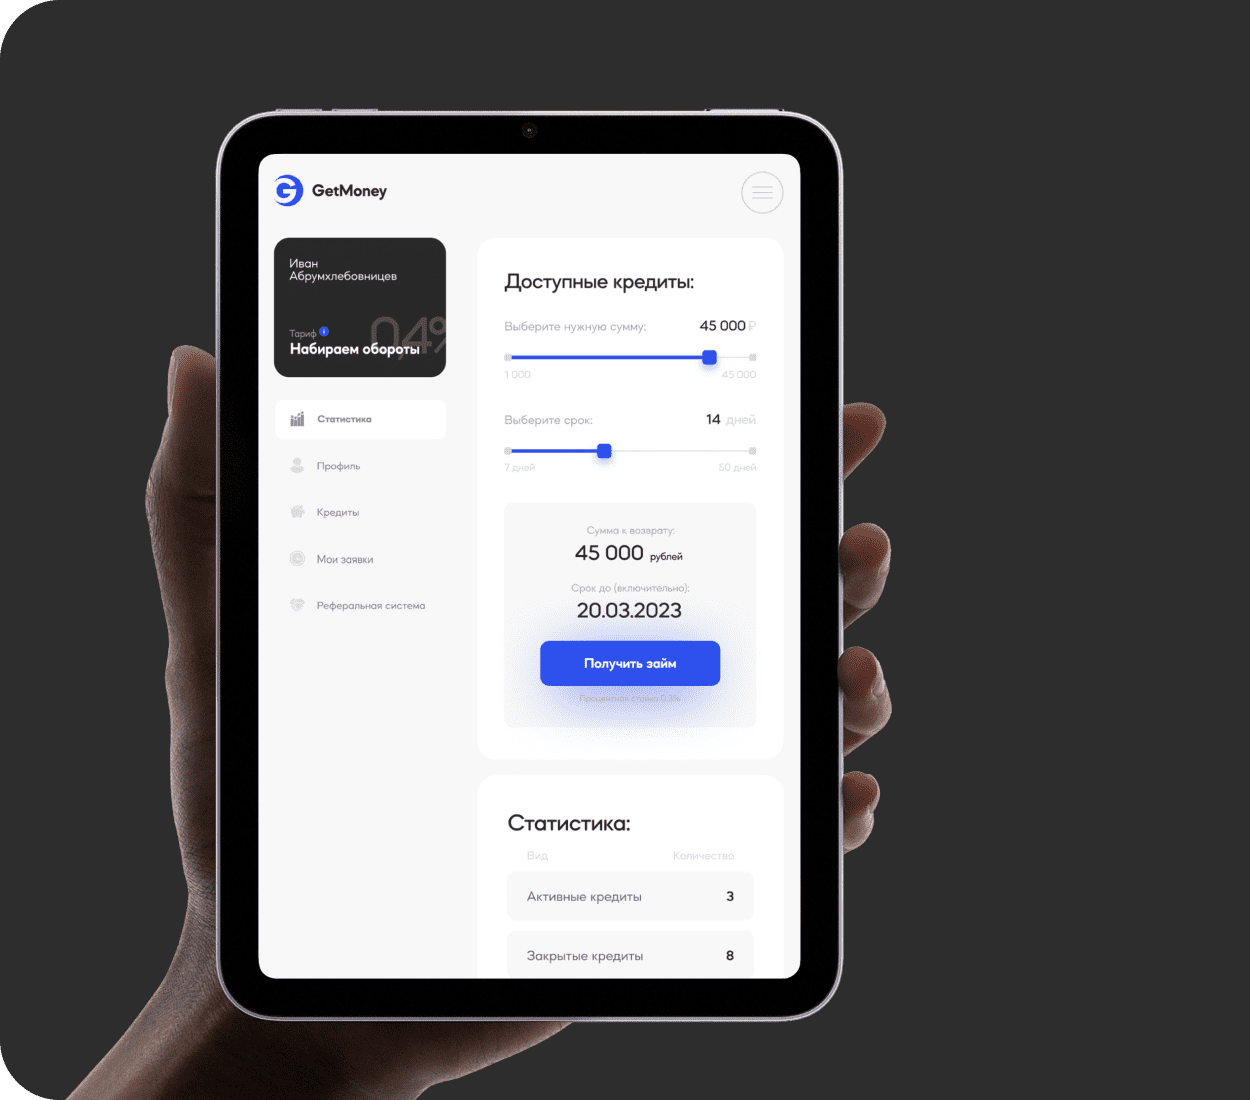 GetMoney
Иван
Абрумхлебовницев
04%
Тариф
Набираем обороты
Статистика
Профиль
Кредиты
Мои заявки
Реферальная система
Доступные кредиты:
Выберите нужную сумму: 45 000 ₽
1 000 45 000
Выберите срок: 14 дней
7 дней 50 дней
Сумма к возврату:
45 000 рублей
Срок до (включительно):
20.03.2023
Получить займ
Процентная ставка 0.3%
Статистика:
Вид Количество
Активные кредиты 3
Закрытые кредиты 8